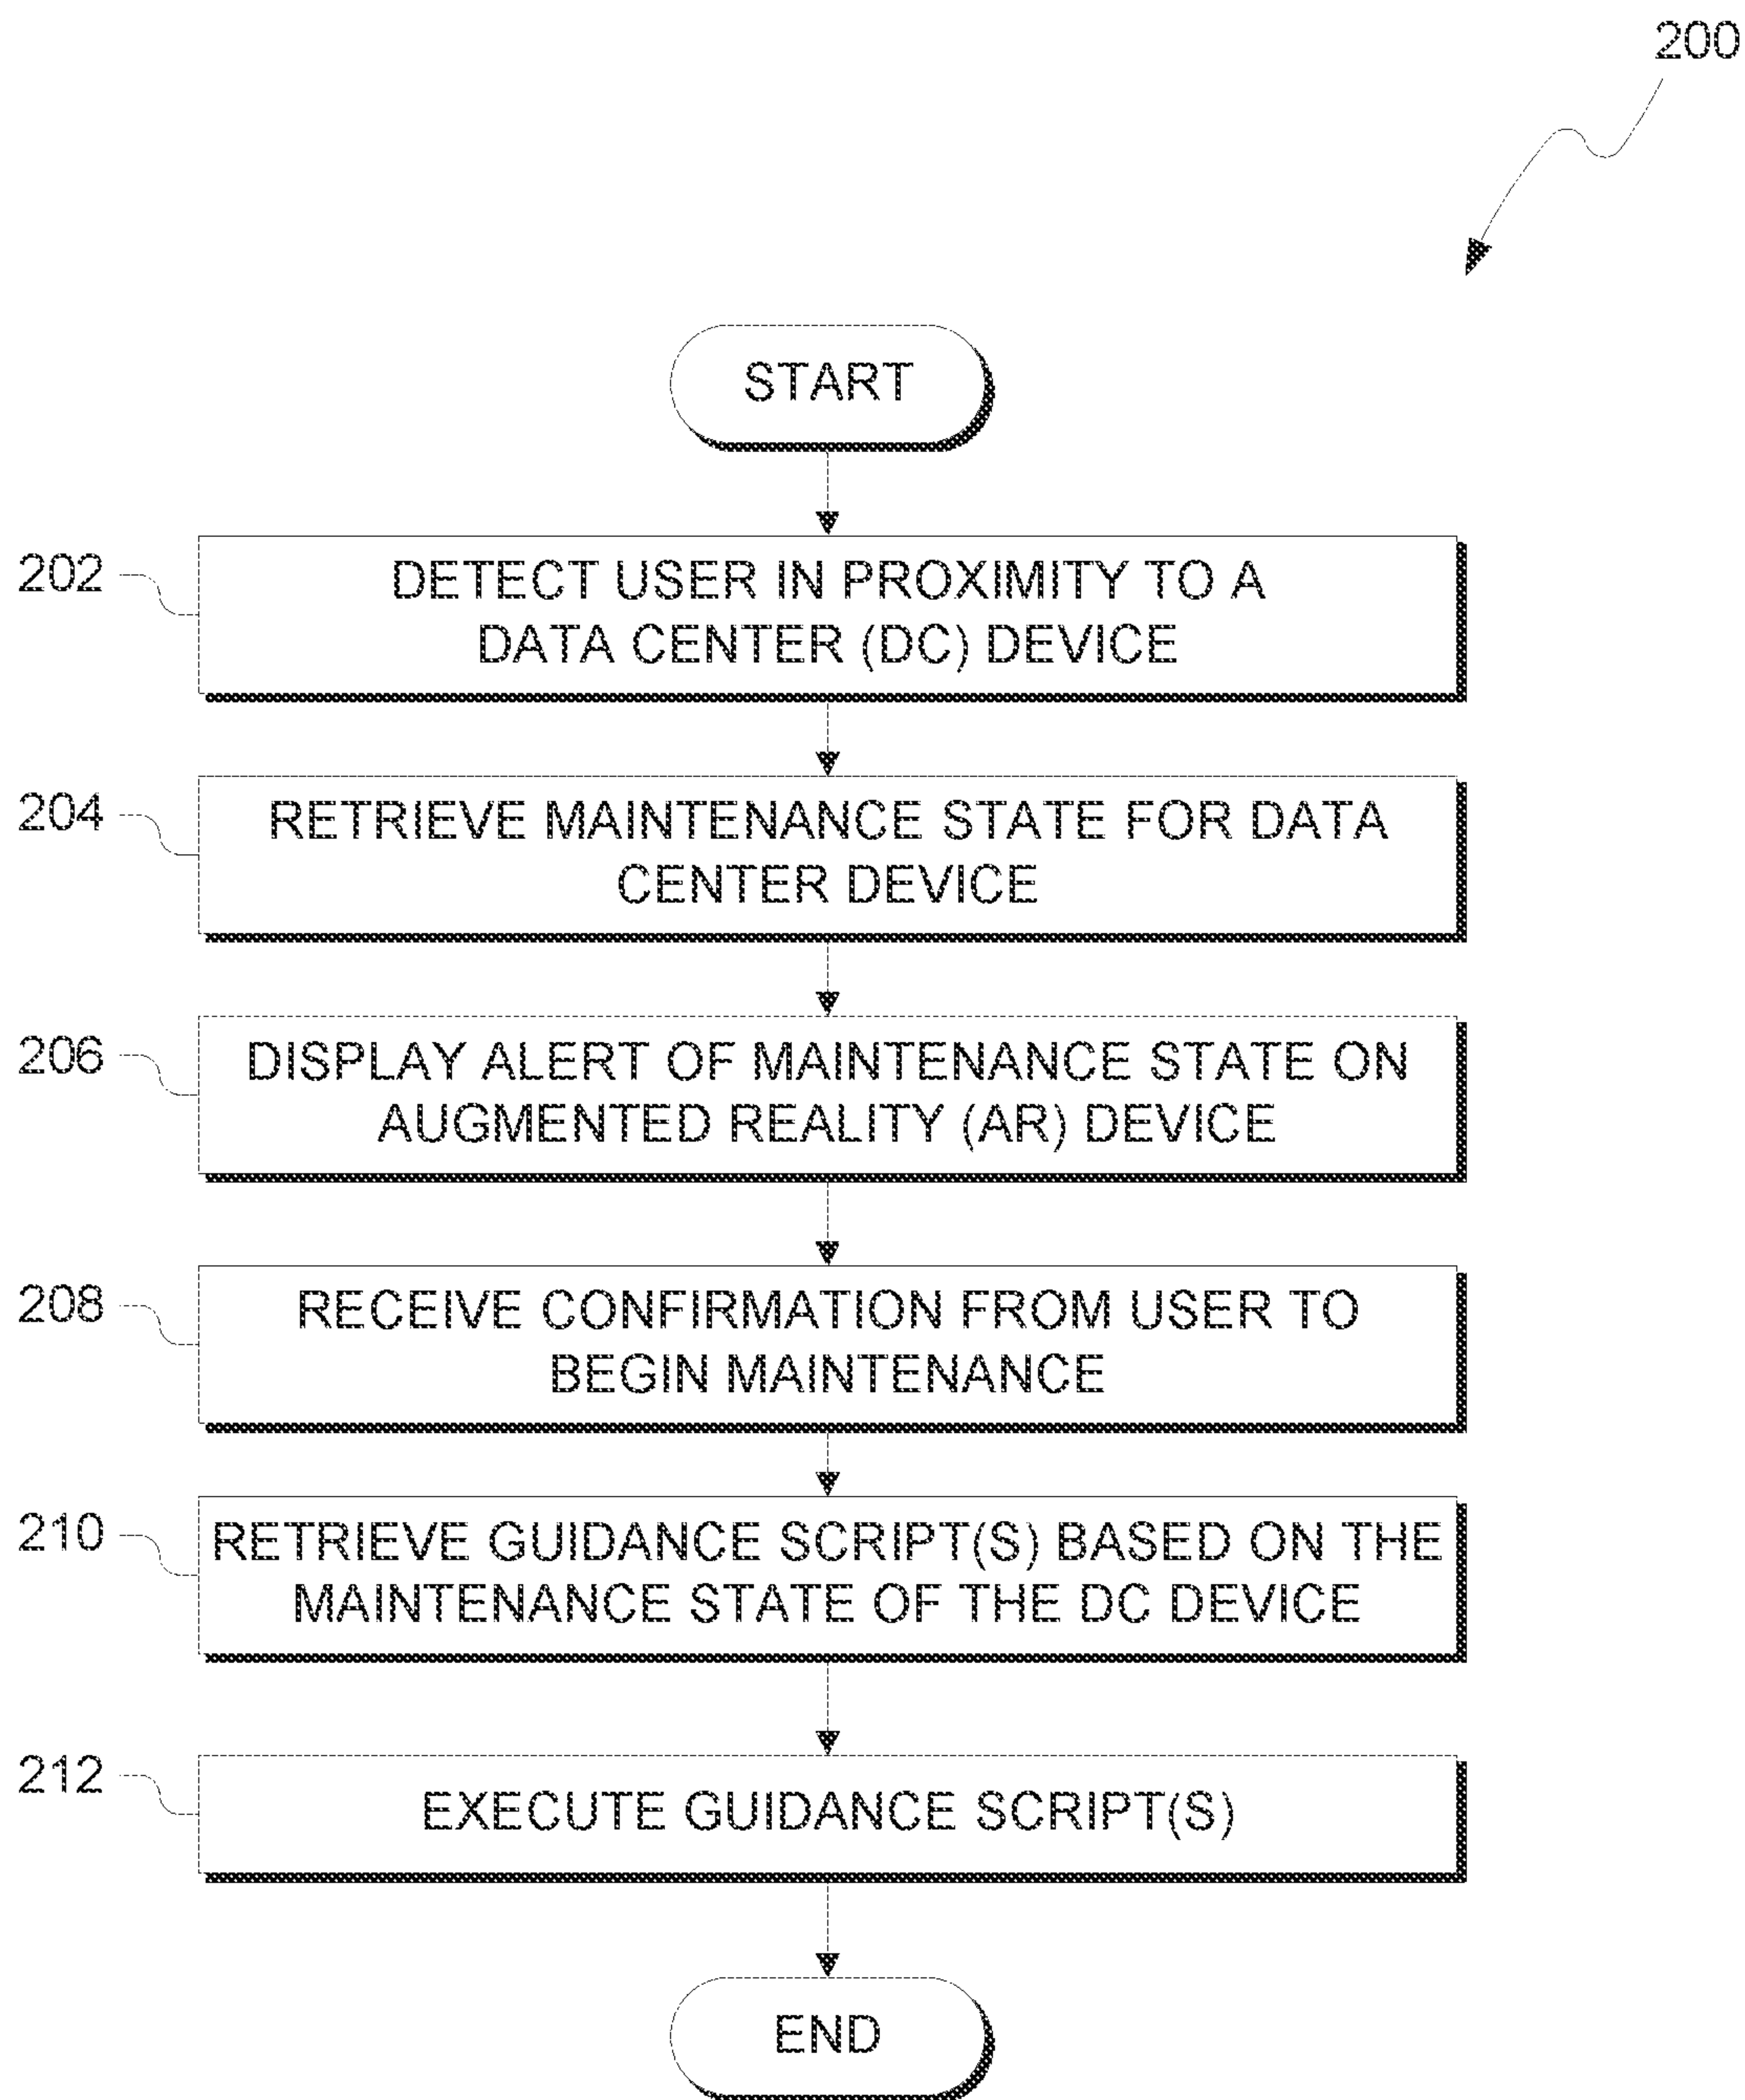 200
START
202
DETECT USER IN PROXIMITY TO A
DATA CENTER (DC) DEVICE
204
RETRIEVE MAINTENANCE STATE FOR DATA
CENTER DEVICE
206
DISPLAY ALERT OF MAINTENANCE STATE ON
AUGMENTED REALITY (AR) DEVICE
208
RECEIVE CONFIRMATION FROM USER TO
BEGIN MAINTENANCE
210
RETRIEVE GUIDANCE SCRIPT(S) BASED ON THE
MAINTENANCE STATE OF THE DC DEVICE
212
EXECUTE GUIDANCE SCRIPT(S)
END